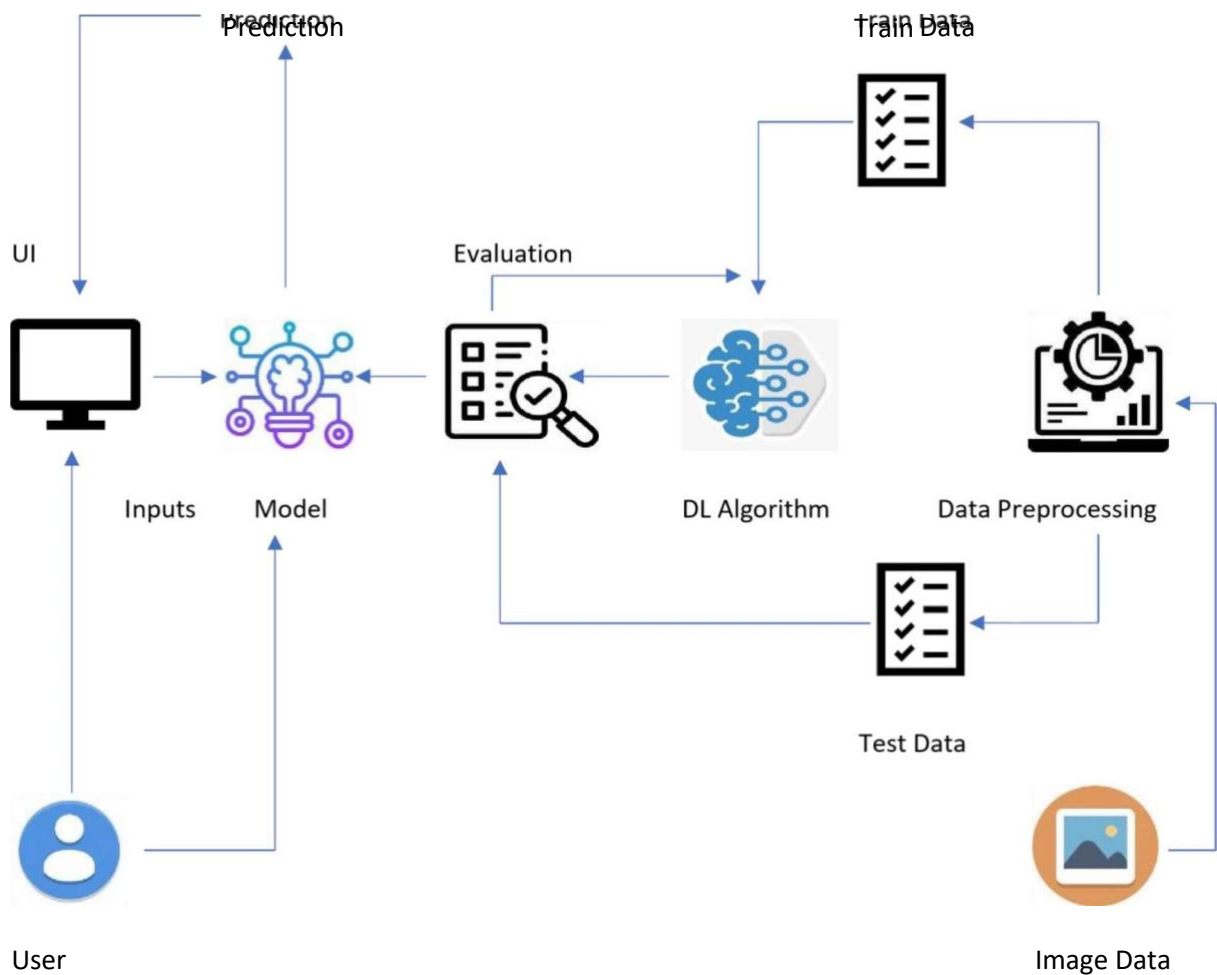 Prediction
Train Data
UI
Evaluation
Inputs
Model
DL Algorithm
Data Preprocessing
Test Data
User
Image Data